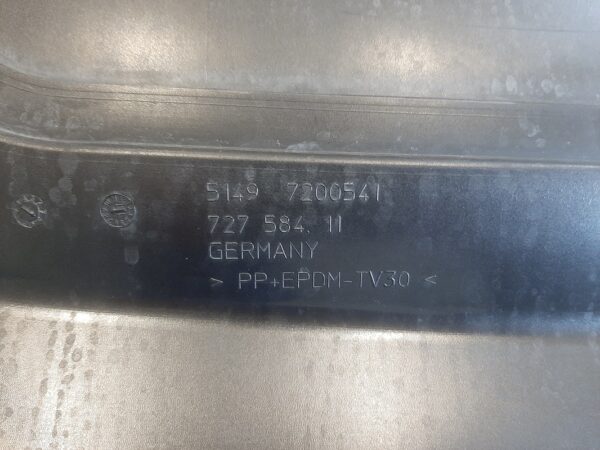 5149 7200541
727 584. 11
GERMANY
> PP+EPDM-TV30 <